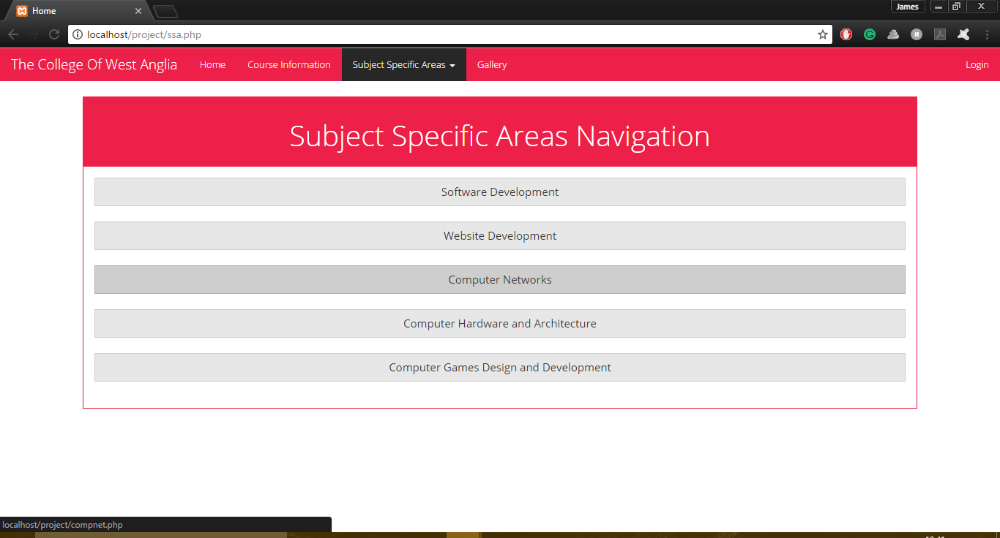 Home
James
localhost/project/ssa.php
The College Of West Anglia Home Course Information Subject Specific Areas Gallery Login
Subject Specific Areas Navigation
Software Development
Website Development
Computer Networks
Computer Hardware and Architecture
Computer Games Design and Development
localhost/project/compnet.php